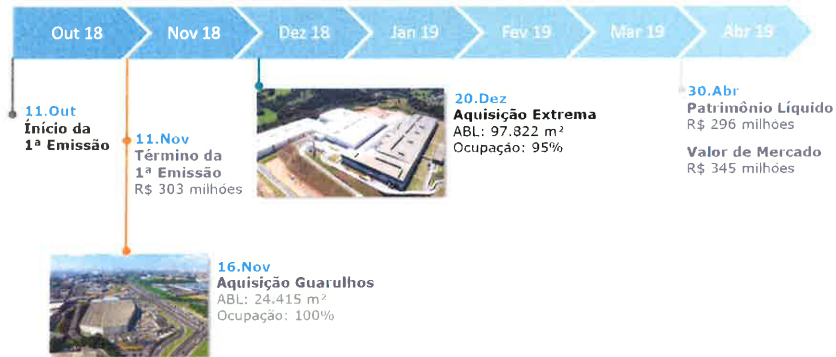 Out 18
Nov 18
Dez 18
Jan 19
Fev 19
Mar 19
Abr 19
11.Out
Ínício da
1ª Emissão
11.Nov
Término da
1ª Emissão
R$ 303 milhões
16.Nov
Aquisição Guarulhos
ABL: 24.415 m²
Ocupação: 100%
20.Dez
Aquisição Extrema
ABL: 97.822 m²
Ocupação: 95%
30.Abr
Patrimônio Líquido
R$ 296 milhões
Valor de Mercado
R$ 345 milhões